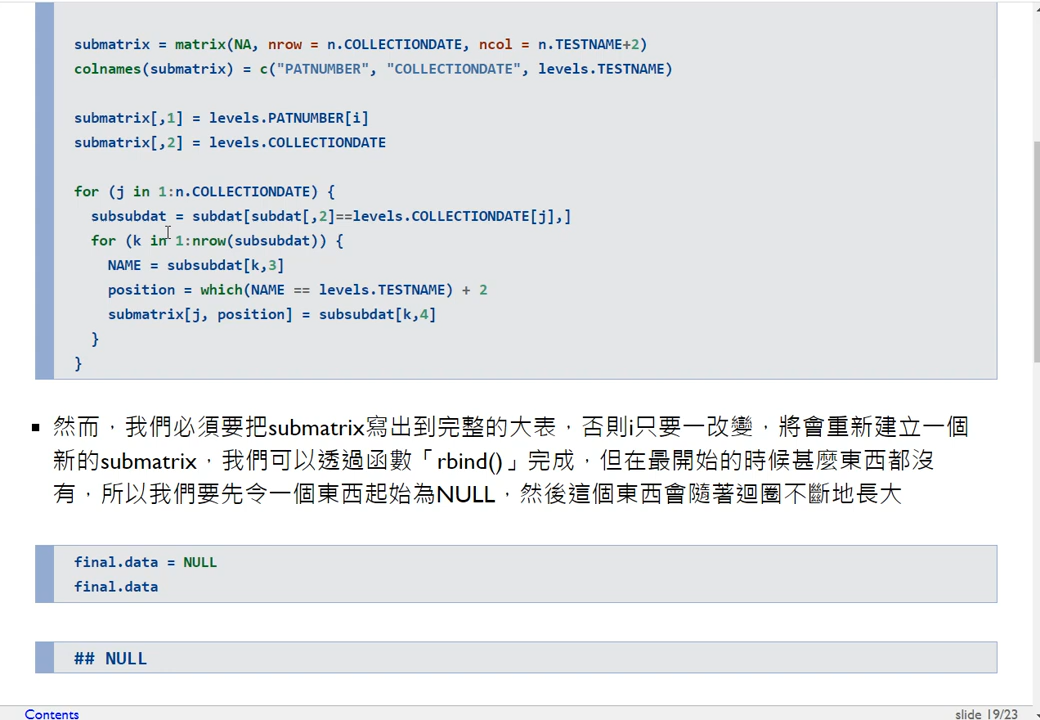 submatrix = matrix(NA, nrow = n.COLLECTIONDATE, ncol = n.TESTNAME+2)
colnames(submatrix) = c("PATNUMBER", "COLLECTIONDATE", levels.TESTNAME)
submatrix[,1] = levels.PATNUMBER[i]
submatrix[,2] = levels.COLLECTIONDATE
for (j in 1:n.COLLECTIONDATE) {
  subsubdat = subdat[subdat[,2]==levels.COLLECTIONDATE[j],]
  for (k in 1:nrow(subsubdat)) {
    NAME = subsubdat[k,3]
    position = which(NAME == levels.TESTNAME) + 2
    submatrix[j, position] = subsubdat[k,4]
  }
}
▪ 然而，我們必須要把submatrix寫出到完整的大表，否則i只要一改變，將會重新建立一個
新的submatrix，我們可以透過函數「rbind()」完成，但在最開始的時候甚麼東西都沒
有，所以我們要先令一個東西起始為NULL，然後這個東西會隨著迴圈不斷地長大
final.data = NULL
final.data
## NULL
Contents
slide 19/23